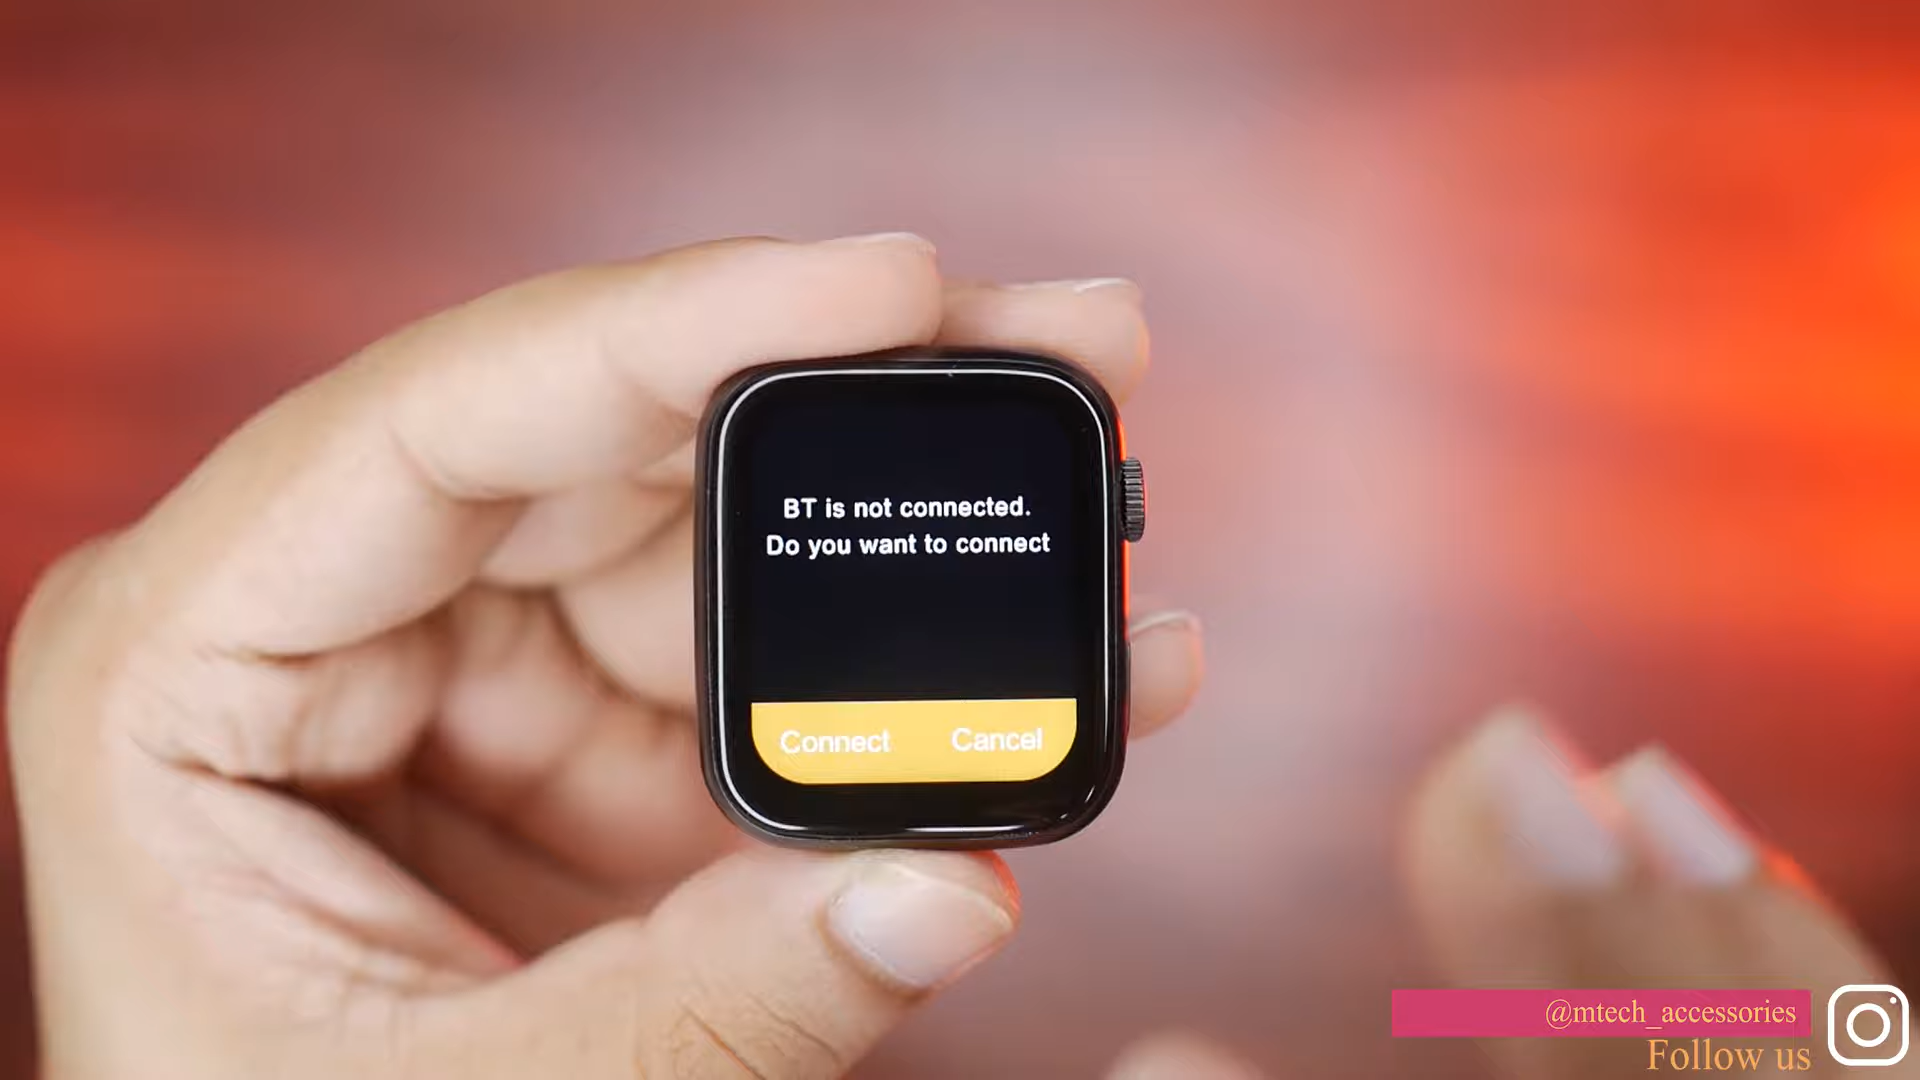 BT is not connected.
Do you want to connect
Connect Cancel
@mtech_accessories
Follow us